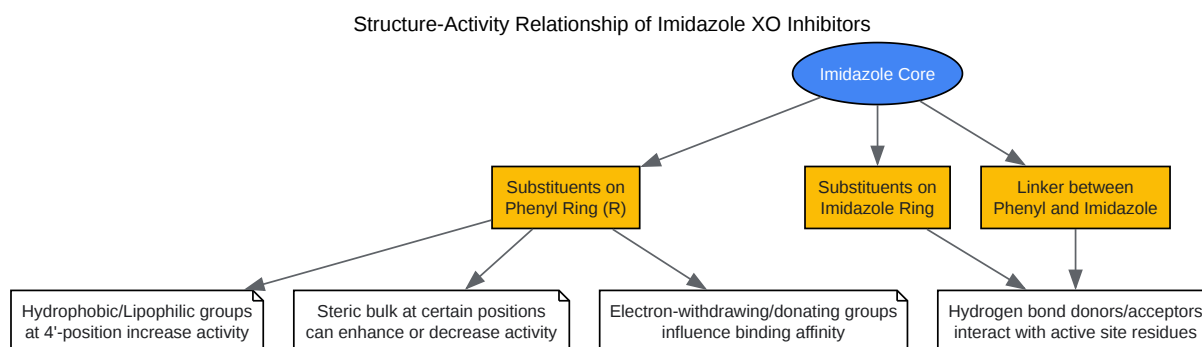 Structure-Activity Relationship of Imidazole XO Inhibitors
Imidazole Core
Substituents on
Phenyl Ring (R)
Substituents on
Imidazole Ring
Linker between
Phenyl and Imidazole
Hydrophobic/Lipophilic groups
at 4'-position increase activity
Steric bulk at certain positions
can enhance or decrease activity
Electron-withdrawing/donating groups
influence binding affinity
Hydrogen bond donors/acceptors
interact with active site residues